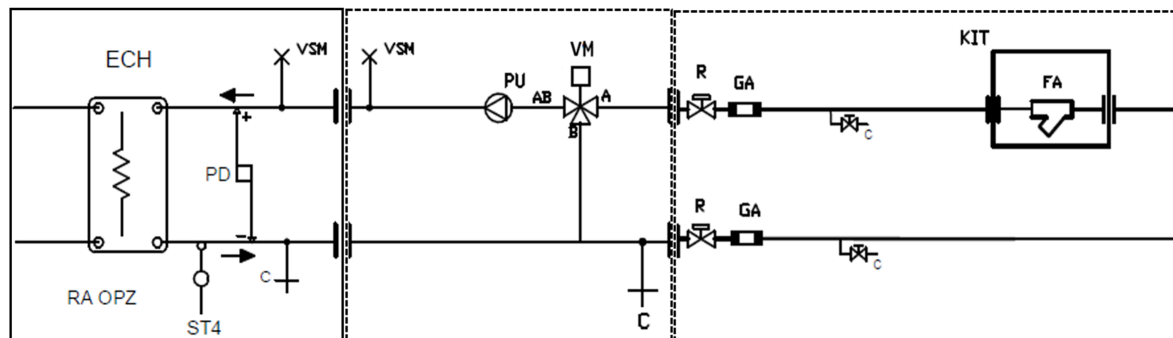 ECH
VSM
VSM
VM
PU
AB
A
B
R
GA
KIT
FA
C
+
PD
-
R
GA
C
C
C
RA OPZ
ST4